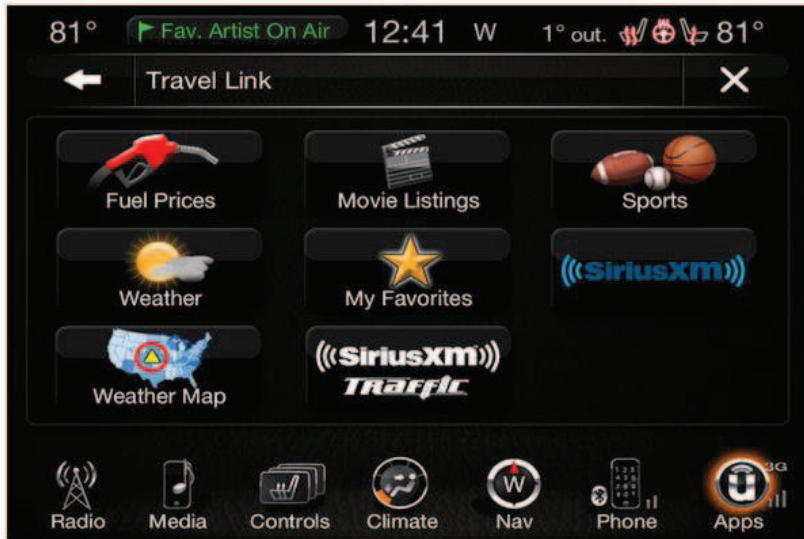 81° Fav. Artist On Air 12:41 W 1° out. 81°
Travel Link
Fuel Prices Movie Listings Sports
Weather My Favorites ((SiriusXM))
Weather Map ((SiriusXM))
Traffic
W
3G
Radio Media Controls Climate Nav Phone Apps